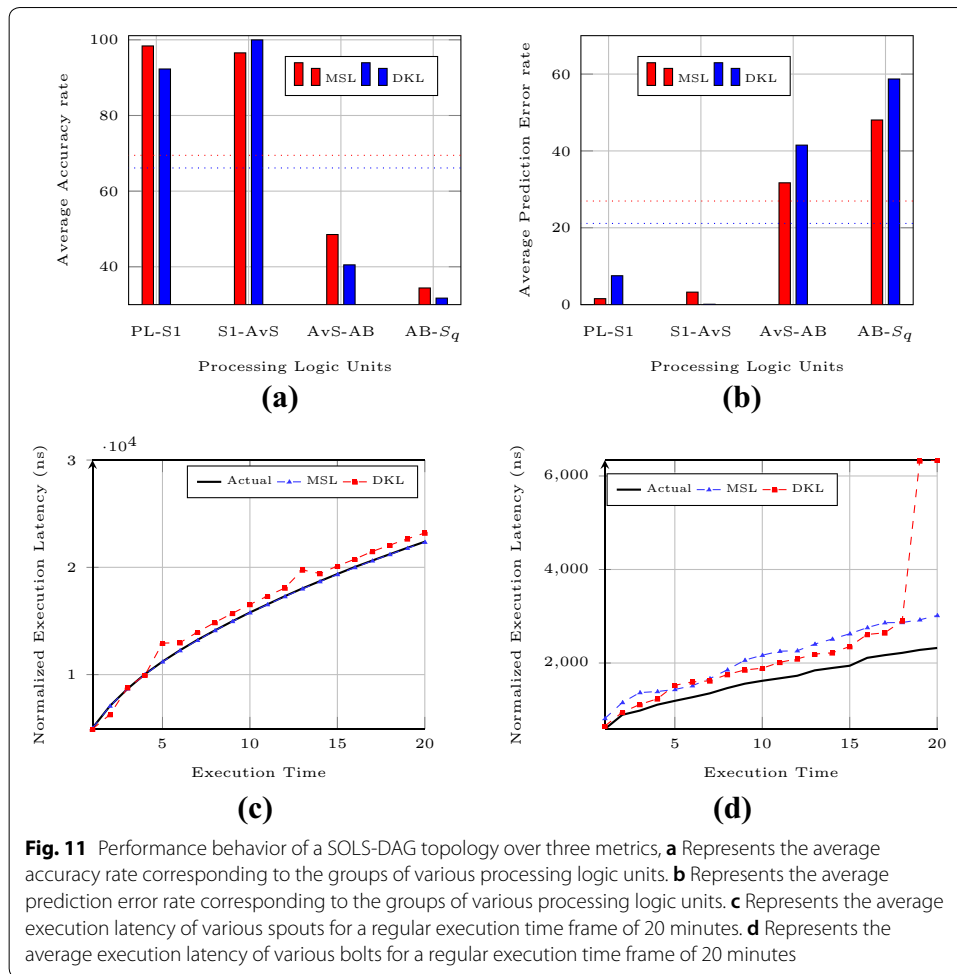 100
80
60
40
Average Accuracy rate
MSL DKL
PL-S1 S1-AvS AvS-AB AB-Sq
Processing Logic Units
(a)
60
40
20
0
Average Prediction Error rate
MSL DKL
PL-S1 S1-AvS AvS-AB AB-Sq
Processing Logic Units
(b)
·10⁴
3
2
1
Normalized Execution Latency (ns)
Actual MSL DKL
5 10 15 20
Execution Time
(c)
6,000
4,000
2,000
Normalized Execution Latency (ns)
Actual MSL DKL
5 10 15 20
Execution Time
(d)
Fig. 11 Performance behavior of a SOLS-DAG topology over three metrics, a Represents the average
accuracy rate corresponding to the groups of various processing logic units. b Represents the average
prediction error rate corresponding to the groups of various processing logic units. c Represents the average
execution latency of various spouts for a regular execution time frame of 20 minutes. d Represents the
average execution latency of various bolts for a regular execution time frame of 20 minutes